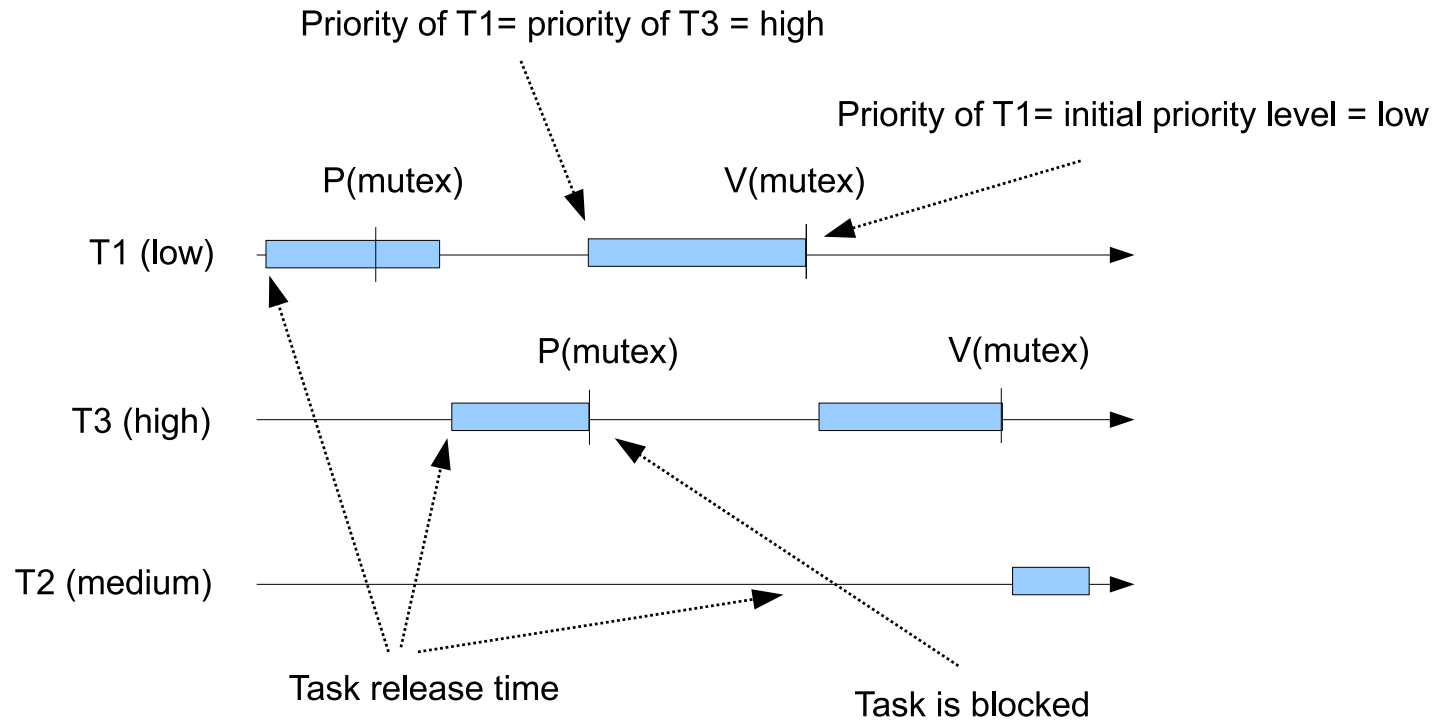 Priority of T1= priority of T3 = high
Priority of T1= initial priority level = low
P(mutex)
V(mutex)
T1 (low)
P(mutex)
V(mutex)
T3 (high)
T2 (medium)
Task release time
Task is blocked